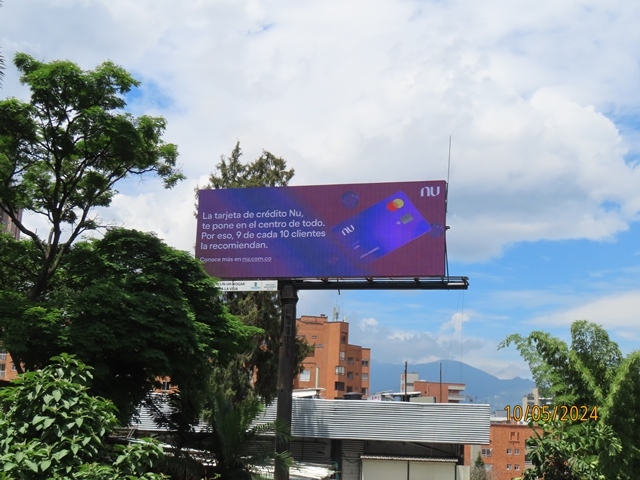 nu
La tarjeta de crédito Nu,
te pone en el centro de todo.
Por eso, 9 de cada 10 clientes
la recomiendan.
nu
Conoce más en nu.com.co
10/05/2024